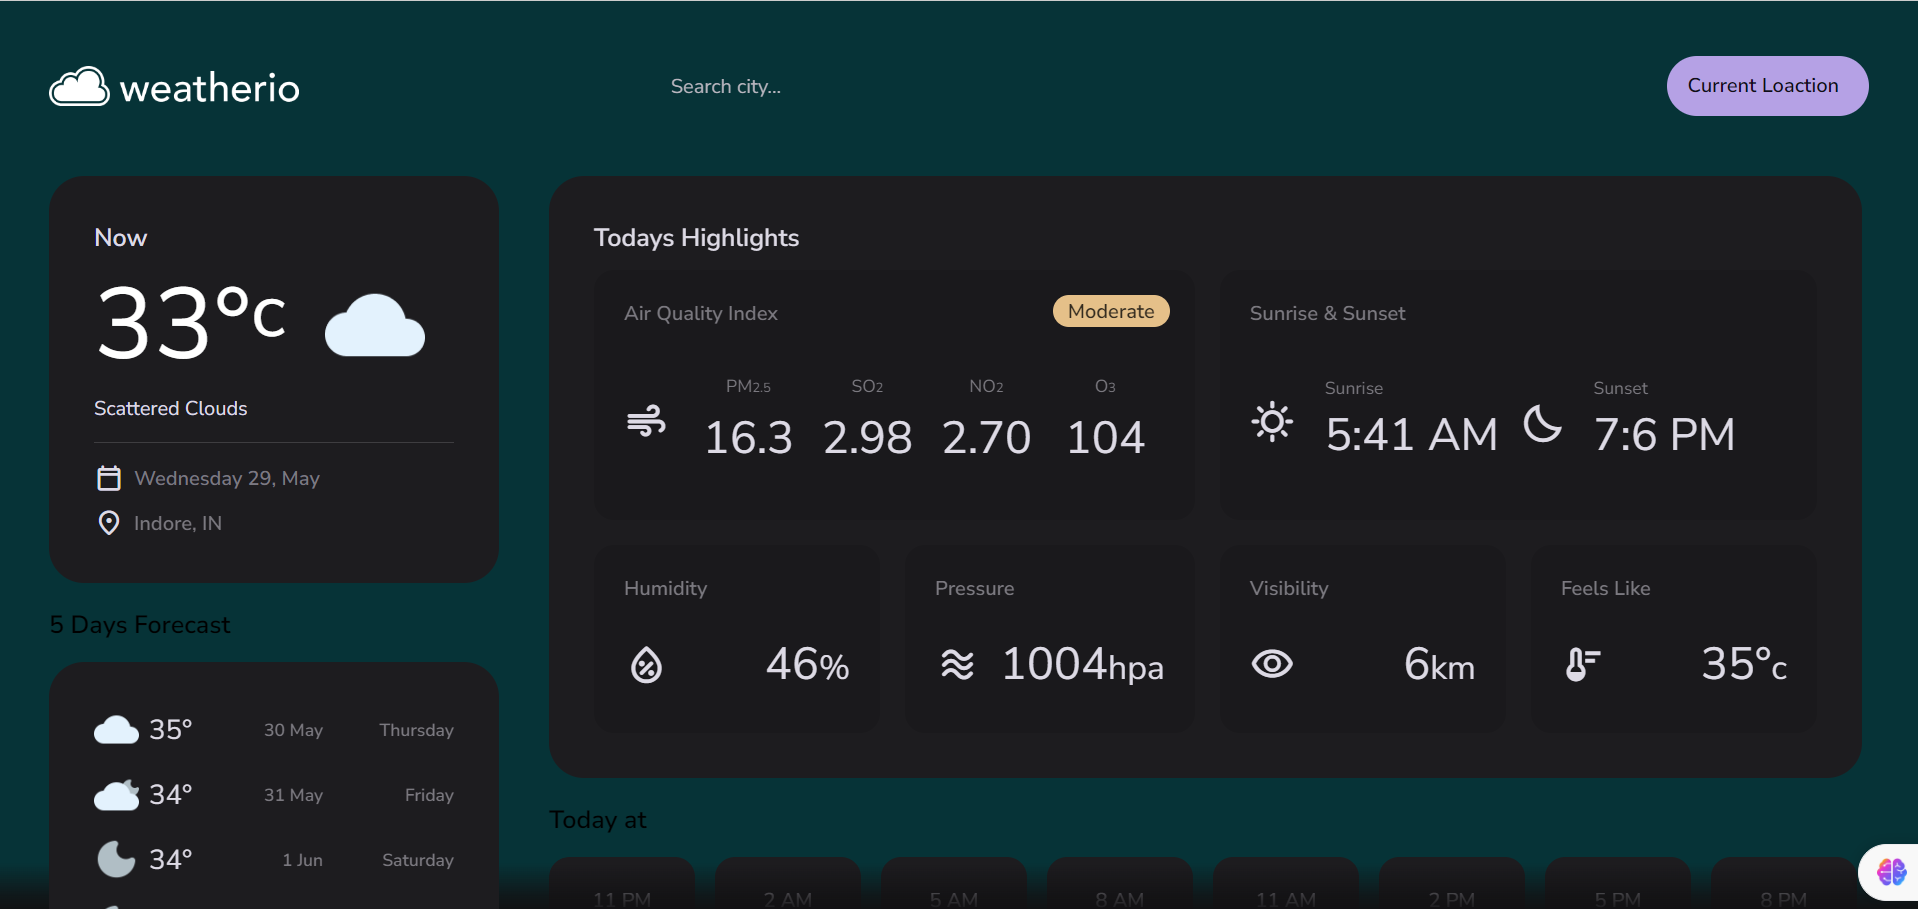 weatherio
Search city...
Current Loaction
Now
33°c
Scattered Clouds
Wednesday 29, May
Indore, IN
5 Days Forecast
35° 30 May Thursday
34° 31 May Friday
34° 1 Jun Saturday
Todays Highlights
Air Quality Index Moderate
PM2.5 SO2 NO2 O3
16.3 2.98 2.70 104
Sunrise & Sunset
Sunrise Sunset
5:41 AM 7:6 PM
Humidity
46%
Pressure
1004hpa
Visibility
6km
Feels Like
35°c
Today at
11 PM 2 AM 5 AM 8 AM 11 AM 2 PM 5 PM 8 PM